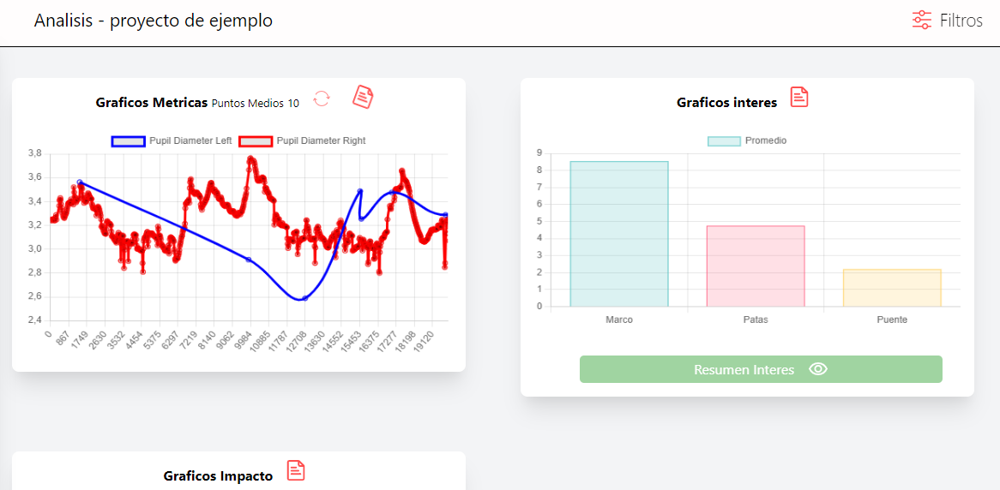 Analisis - proyecto de ejemplo
Filtros
Graficos Metricas Puntos Medios 10
Pupil Diameter Left Pupil Diameter Right
3,8
3,6
3,4
3,2
3,0
2,8
2,6
2,4
0 867 1749 2630 3532 4454 5375 6297 7219 8140 9062 9984 10885 11787 12708 13630 14552 15453 16375 17277 18198 19120
Graficos interes
Promedio
9
8
7
6
5
4
3
2
1
0
Marco Patas Puente
Resumen Interes
Graficos Impacto